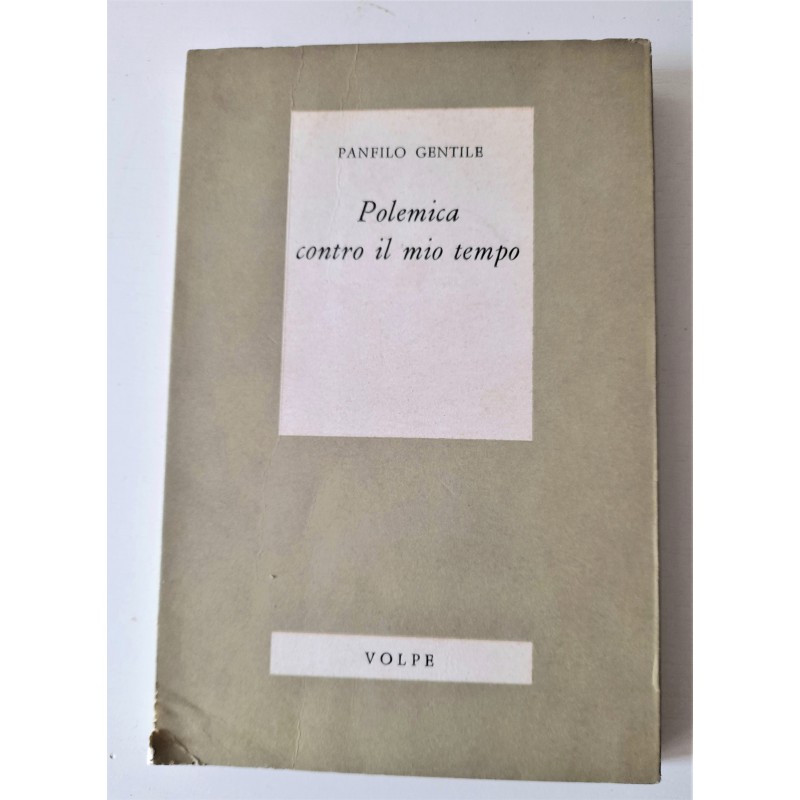 PANFILO GENTILE
Polemica
contro il mio tempo
VOLPE